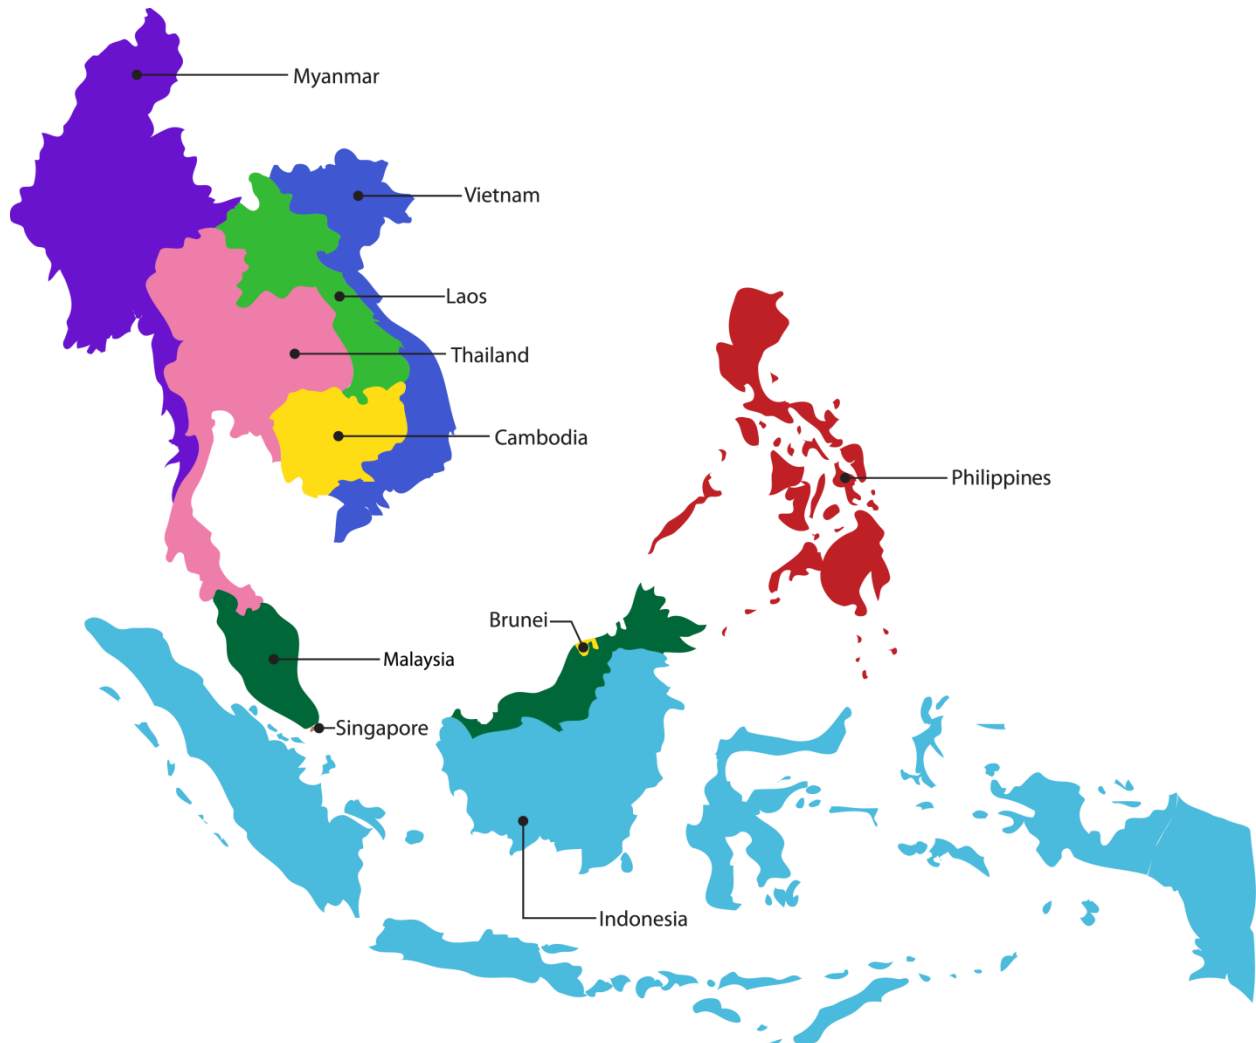 Myanmar
Vietnam
Laos
Thailand
Cambodia
Philippines
Brunei
Malaysia
Singapore
Indonesia